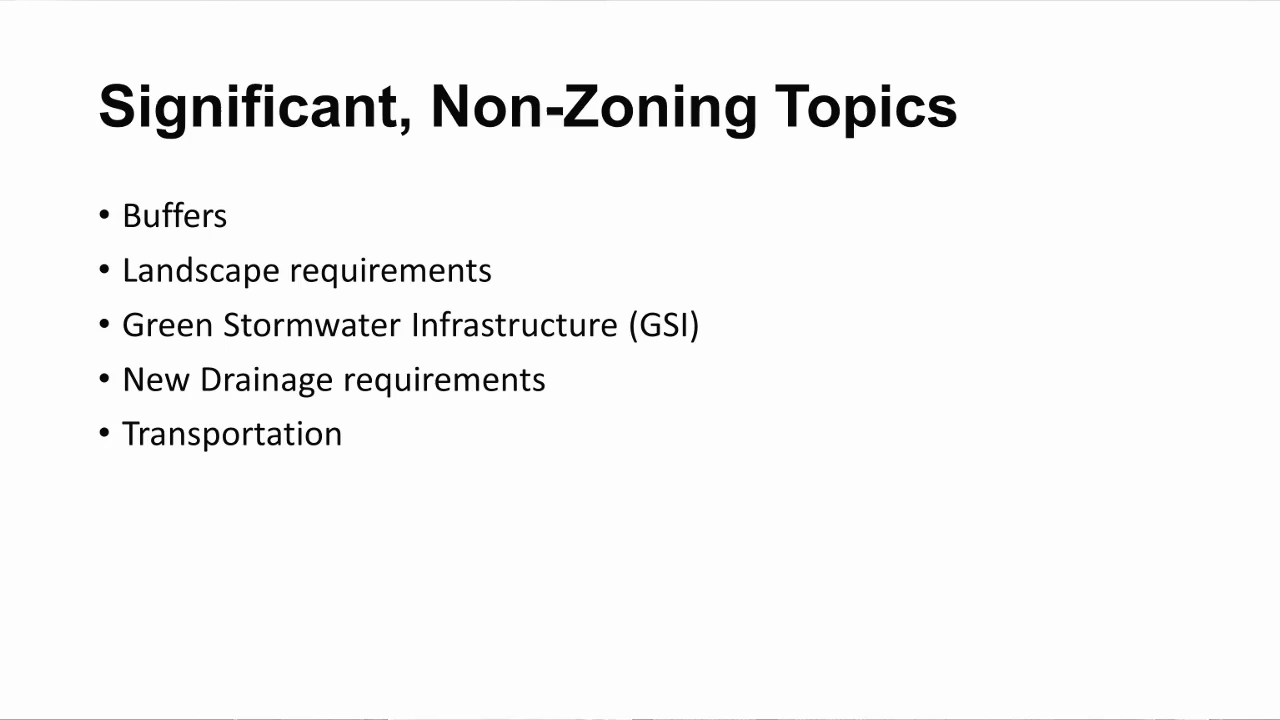 Significant, Non-Zoning Topics
• Buffers
• Landscape requirements
• Green Stormwater Infrastructure (GSI)
• New Drainage requirements
• Transportation